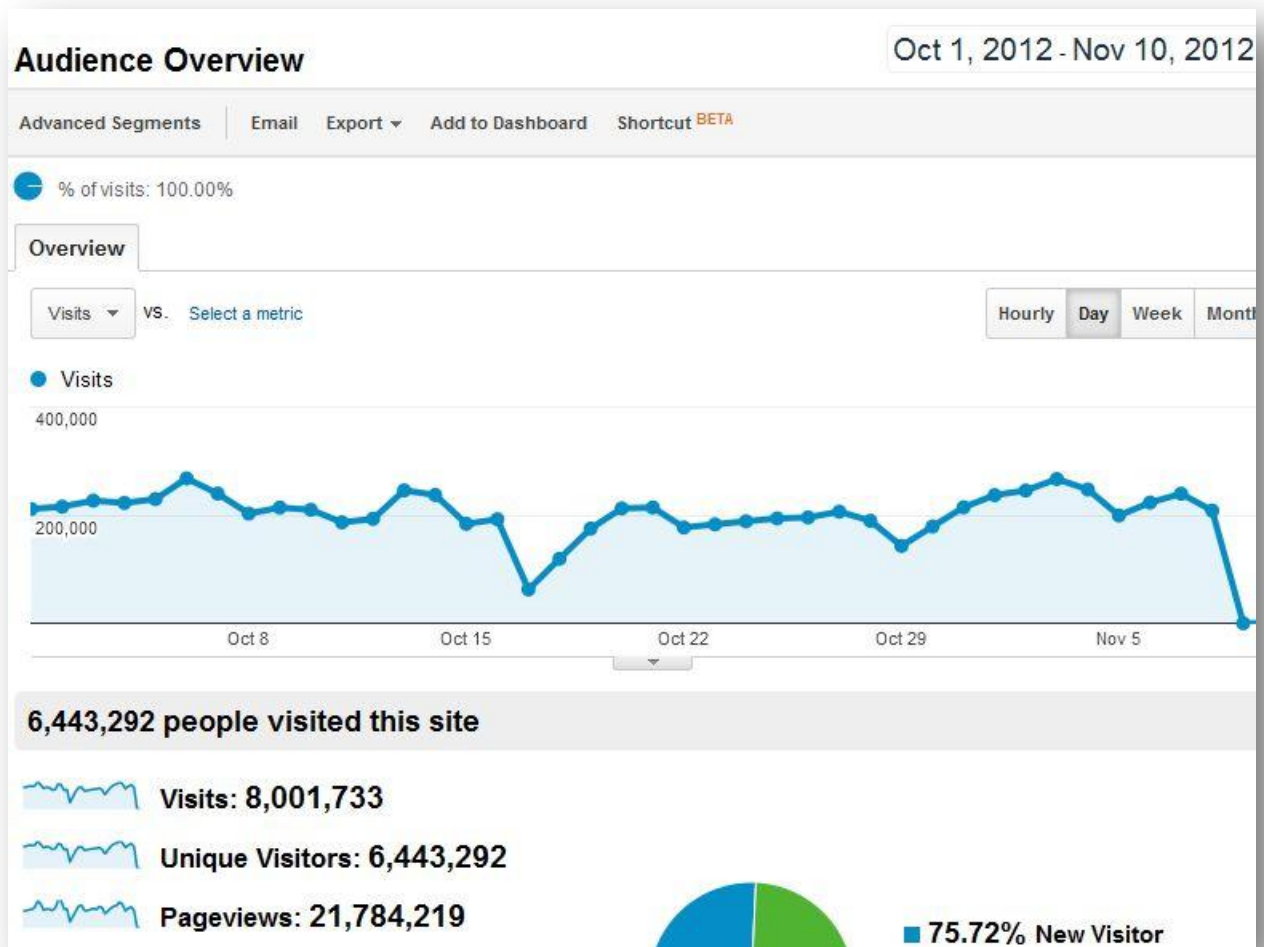 Audience Overview
Oct 1, 2012 - Nov 10, 2012
Advanced Segments Email Export Add to Dashboard Shortcut BETA
% of visits: 100.00%
Overview
Visits VS. Select a metric
Hourly Day Week Month
Visits
400,000
200,000
Oct 8 Oct 15 Oct 22 Oct 29 Nov 5
6,443,292 people visited this site
Visits: 8,001,733
Unique Visitors: 6,443,292
Pageviews: 21,784,219
75.72% New Visitor